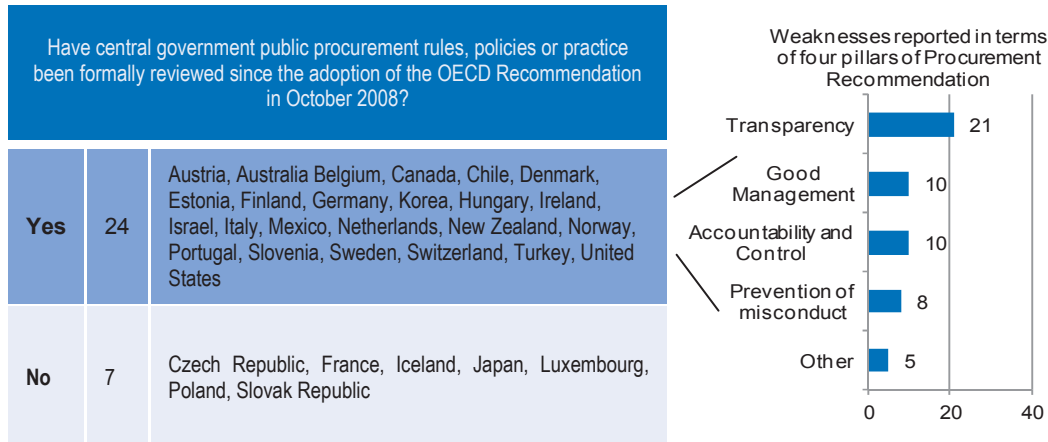 Have central government public procurement rules, policies or practice
been formally reviewed since the adoption of the OECD Recommendation
in October 2008?
Yes
24
Austria, Australia Belgium, Canada, Chile, Denmark,
Estonia, Finland, Germany, Korea, Hungary, Ireland,
Israel, Italy, Mexico, Netherlands, New Zealand, Norway,
Portugal, Slovenia, Sweden, Switzerland, Turkey, United
States
No
7
Czech Republic, France, Iceland, Japan, Luxembourg,
Poland, Slovak Republic
Weaknesses reported in terms
of four pillars of Procurement
Recommendation
Transparency
21
Good
Management
10
Accountability and
Control
10
Prevention of
misconduct
8
Other
5
0 20 40